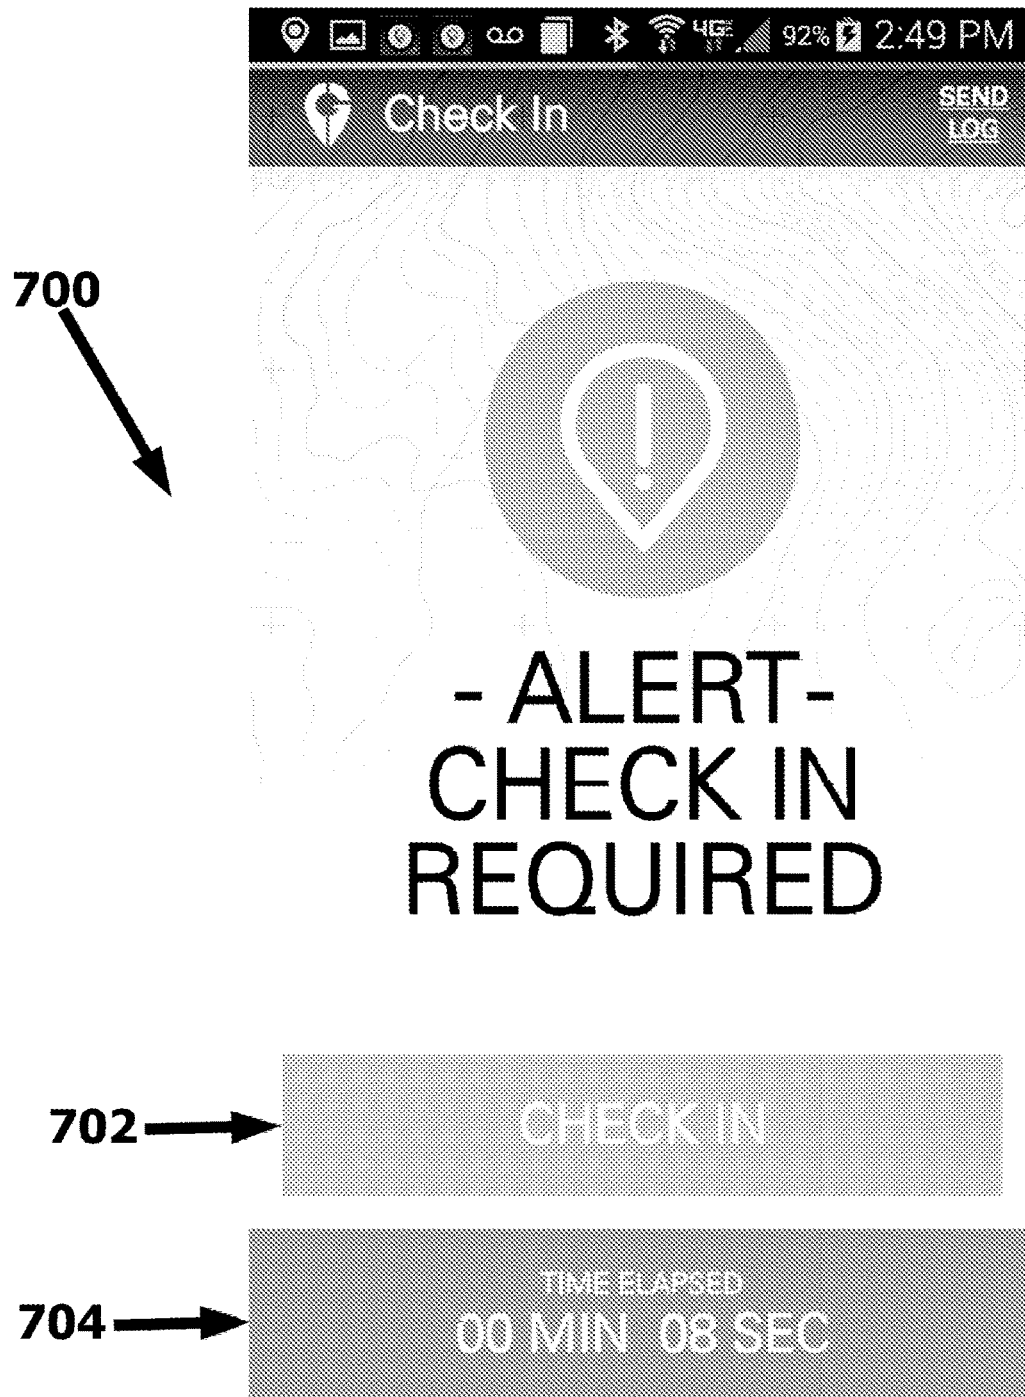 4G 92% 2:49 PM
Check In
SEND
LOG
700
- ALERT-
CHECK IN
REQUIRED
702
CHECK IN
TIME ELAPSED
704
00 MIN 08 SEC